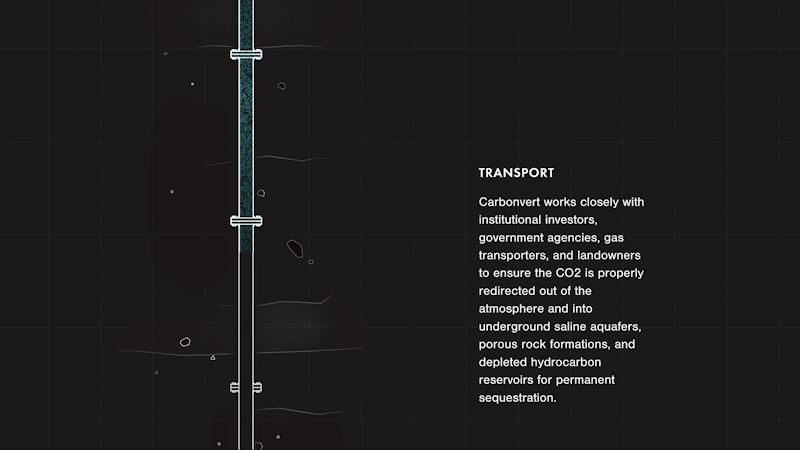 TRANSPORT
Carbonvert works closely with
institutional investors,
government agencies, gas
transporters, and landowners
to ensure the CO2 is properly
redirected out of the
atmosphere and into
underground saline aquafers,
porous rock formations, and
depleted hydrocarbon
reservoirs for permanent
sequestration.